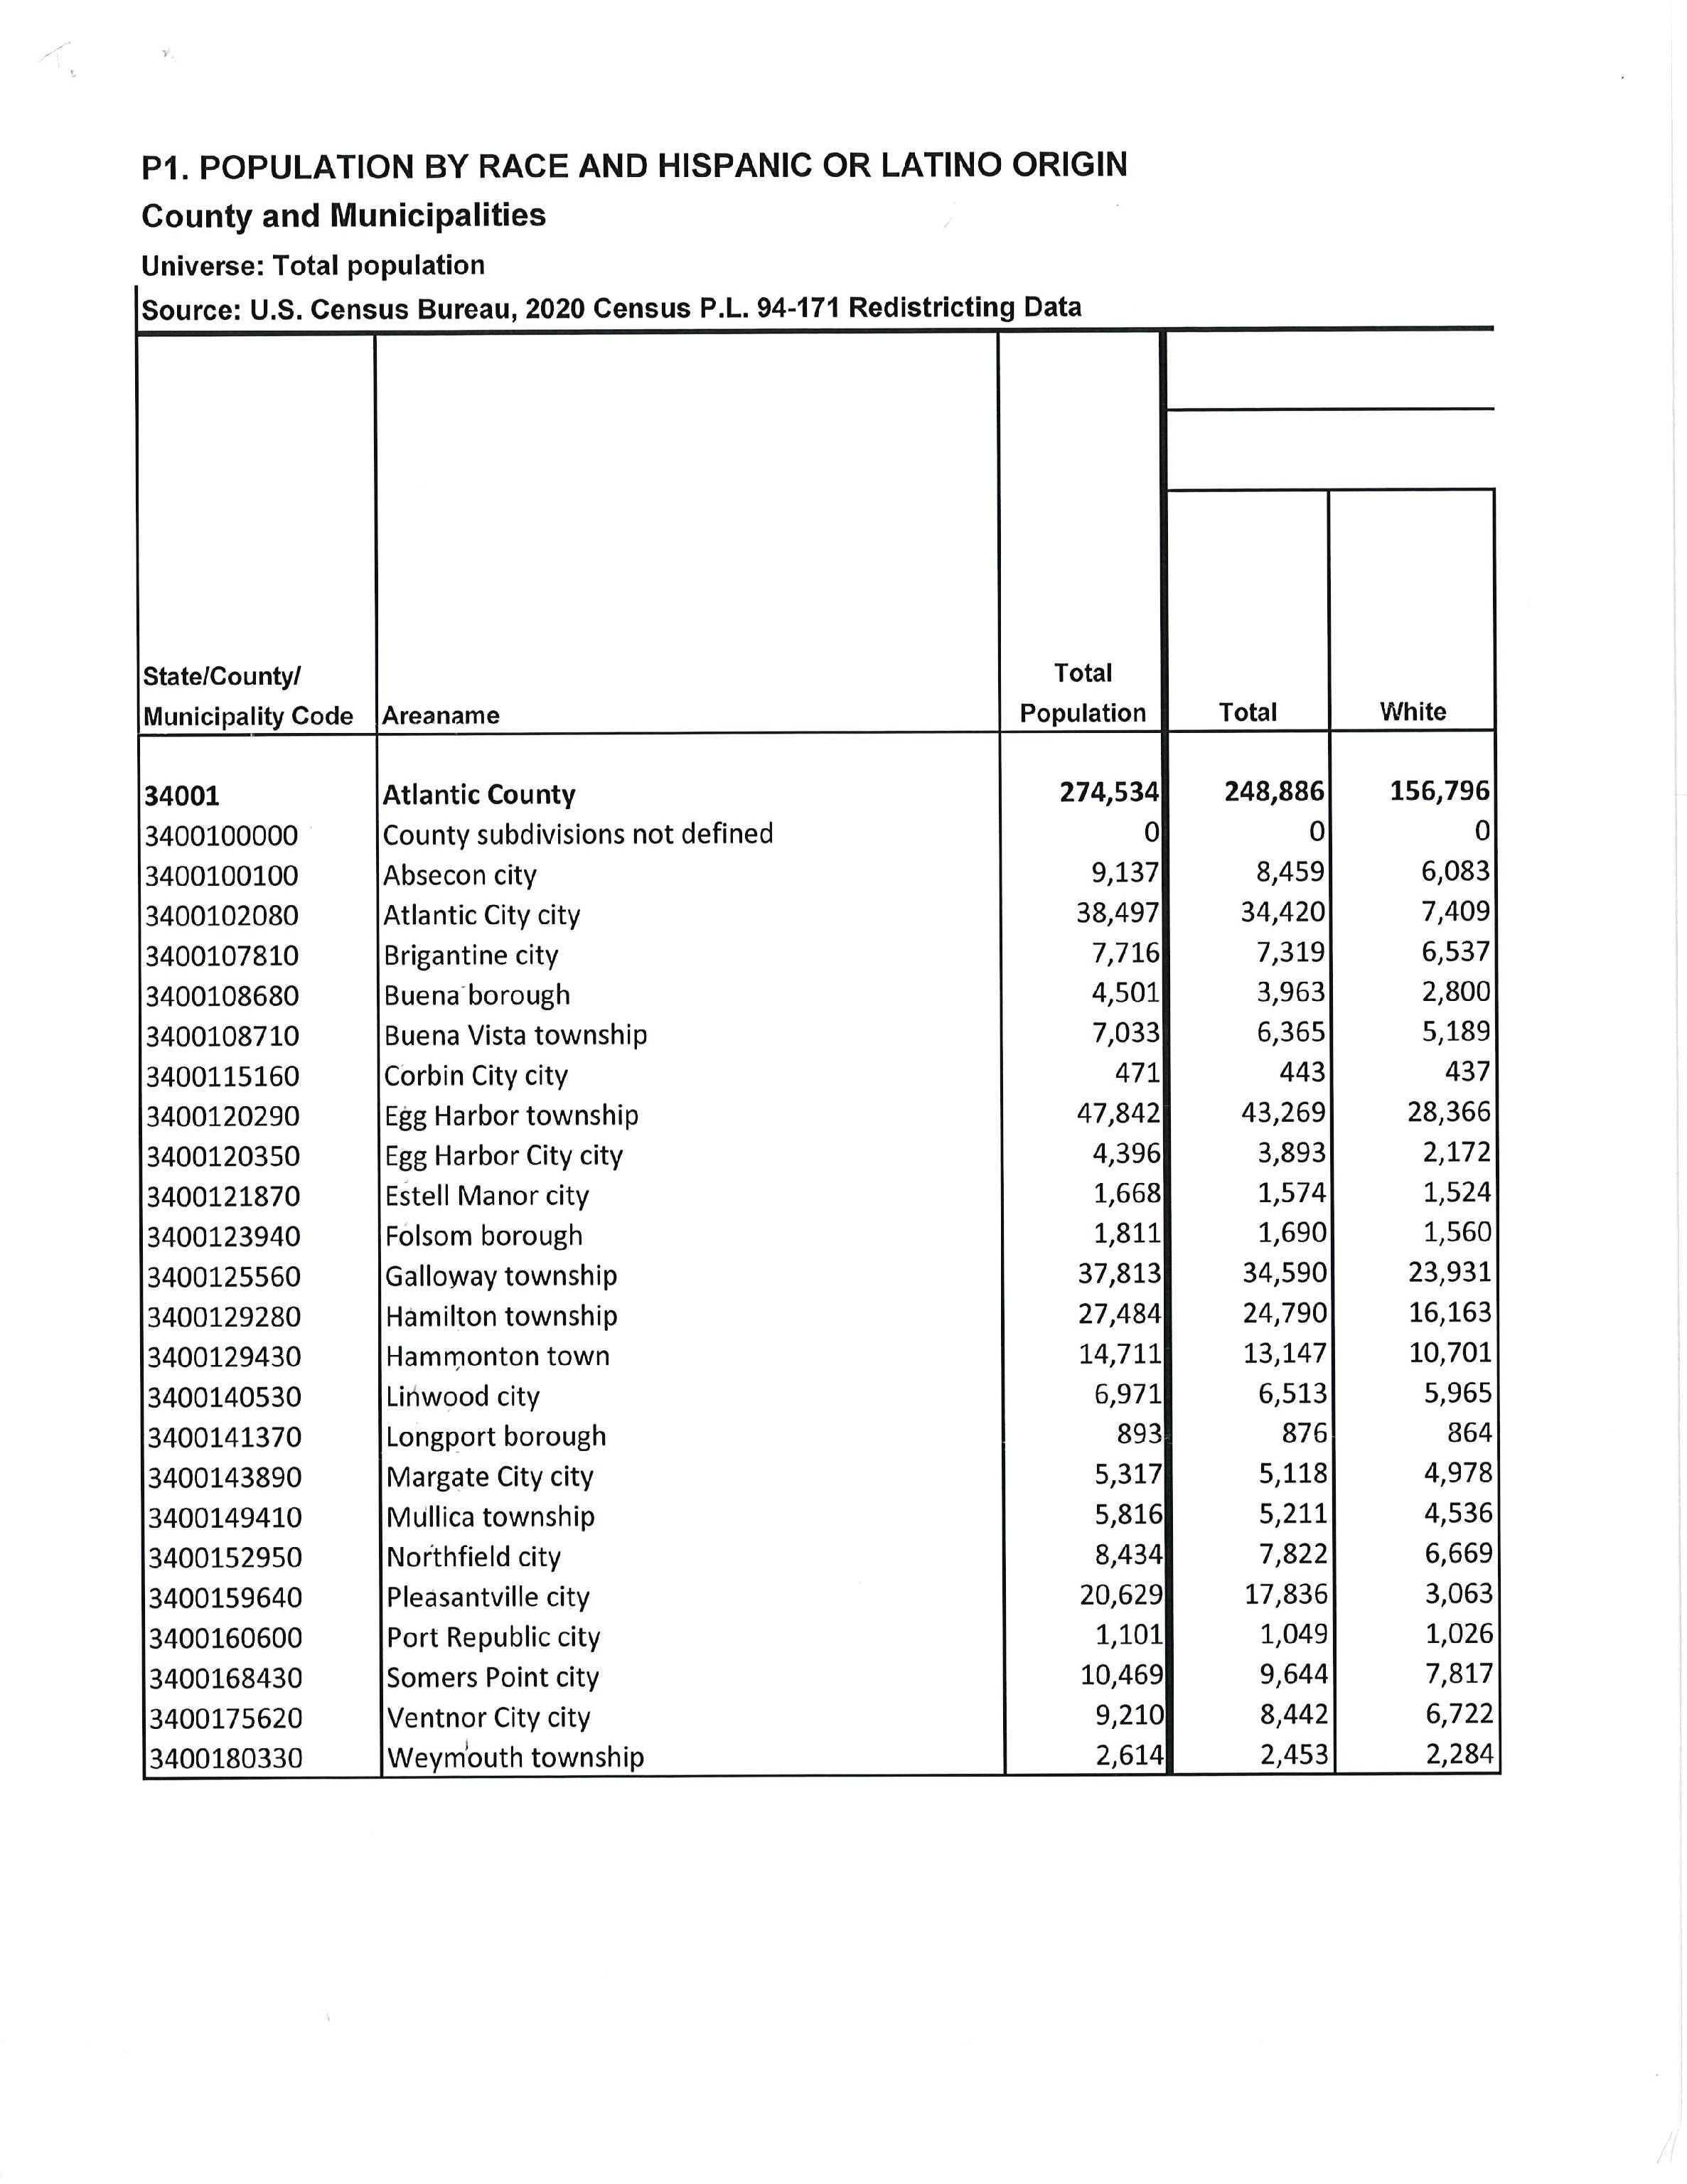 P1. POPULATION BY RACE AND HISPANIC OR LATINO ORIGIN
County and Municipalities
Universe: Total population
Source: U.S. Census Bureau, 2020 Census P.L. 94-171 Redistricting Data
State/County/ Total
Municipality Code Areaname Population Total White
34001 Atlantic County 274,534 248,886 156,796
3400100000 County subdivisions not defined 0 0 0
3400100100 Absecon city 9,137 8,459 6,083
3400102080 Atlantic City city 38,497 34,420 7,409
3400107810 Brigantine city 7,716 7,319 6,537
3400108680 Buena borough 4,501 3,963 2,800
3400108710 Buena Vista township 7,033 6,365 5,189
3400115160 Corbin City city 471 443 437
3400120290 Egg Harbor township 47,842 43,269 28,366
3400120350 Egg Harbor City city 4,396 3,893 2,172
3400121870 Estell Manor city 1,668 1,574 1,524
3400123940 Folsom borough 1,811 1,690 1,560
3400125560 Galloway township 37,813 34,590 23,931
3400129280 Hamilton township 27,484 24,790 16,163
3400129430 Hammonton town 14,711 13,147 10,701
3400140530 Linwood city 6,971 6,513 5,965
3400141370 Longport borough 893 876 864
3400143890 Margate City city 5,317 5,118 4,978
3400149410 Mullica township 5,816 5,211 4,536
3400152950 Northfield city 8,434 7,822 6,669
3400159640 Pleasantville city 20,629 17,836 3,063
3400160600 Port Republic city 1,101 1,049 1,026
3400168430 Somers Point city 10,469 9,644 7,817
3400175620 Ventnor City city 9,210 8,442 6,722
3400180330 Weymouth township 2,614 2,453 2,284